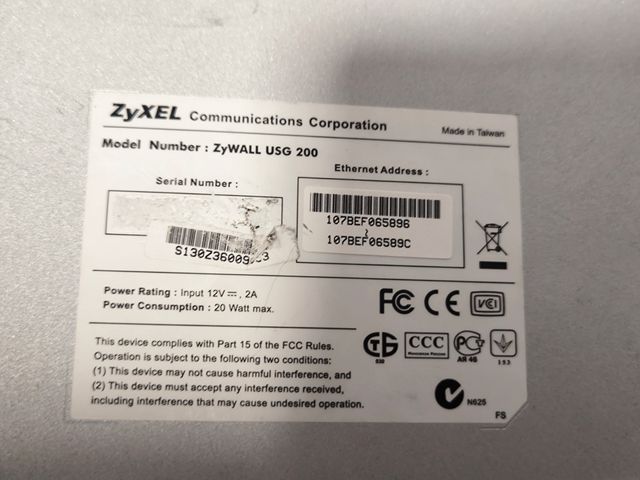 ZyXEL Communications Corporation
Made in Taiwan
Model Number : ZyWALL USG 200
Ethernet Address :
Serial Number :
107BEF065896
107BEF06589C
Power Rating : Input 12V⎓, 2A
Power Consumption : 20 Watt max.
FC CE VCI
This device complies with Part 15 of the FCC Rules.
Operation is subject to the following two conditions:
(1) This device may not cause harmful interference, and
(2) This device must accept any interference received,
including interference that may cause undesired operation.
CCC
N625
FS